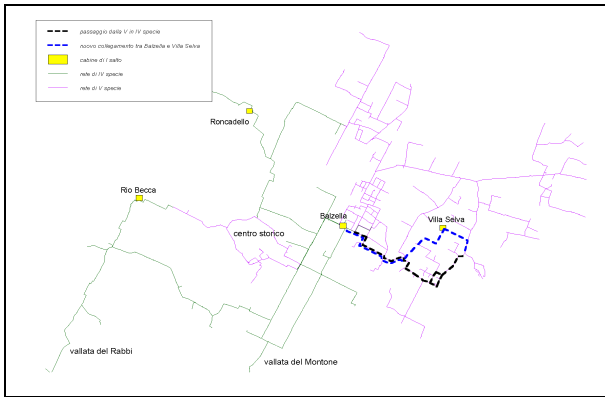 passaggio dalla V in IV specie
nuovo collegamento tra Balzella e Villa Selva
cabine di I salto
rete di IV specie
rete di V specie
Roncadello
Rio Becca
Balzella
Villa Selva
centro storico
vallata del Rabbi
vallata del Montone